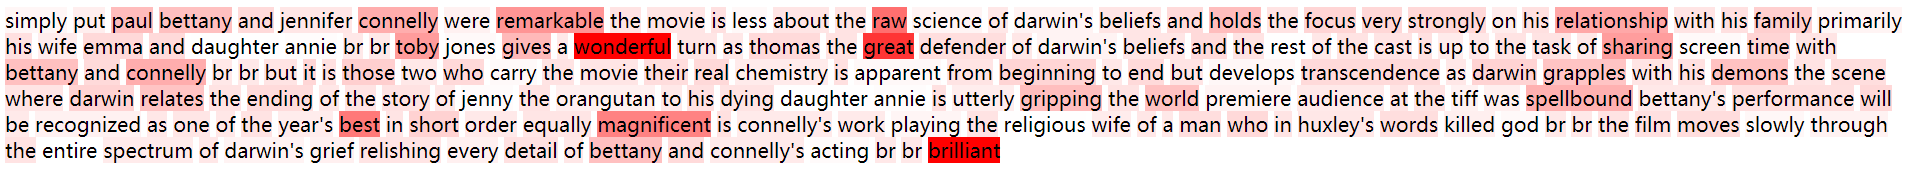 simply put paul bettany and jennifer connelly were remarkable the movie is less about the raw science of darwin's beliefs and holds the focus very strongly on his relationship with his family primarily
his wife emma and daughter annie br br toby jones gives a wonderful turn as thomas the great defender of darwin's beliefs and the rest of the cast is up to the task of sharing screen time with
bettany and connelly br br but it is those two who carry the movie their real chemistry is apparent from beginning to end but develops transcendence as darwin grapples with his demons the scene
where darwin relates the ending of the story of jenny the orangutan to his dying daughter annie is utterly gripping the world premiere audience at the tiff was spellbound bettany's performance will
be recognized as one of the year's best in short order equally magnificent is connelly's work playing the religious wife of a man who in huxley's words killed god br br the film moves slowly through
the entire spectrum of darwin's grief relishing every detail of bettany and connelly's acting br br brilliant